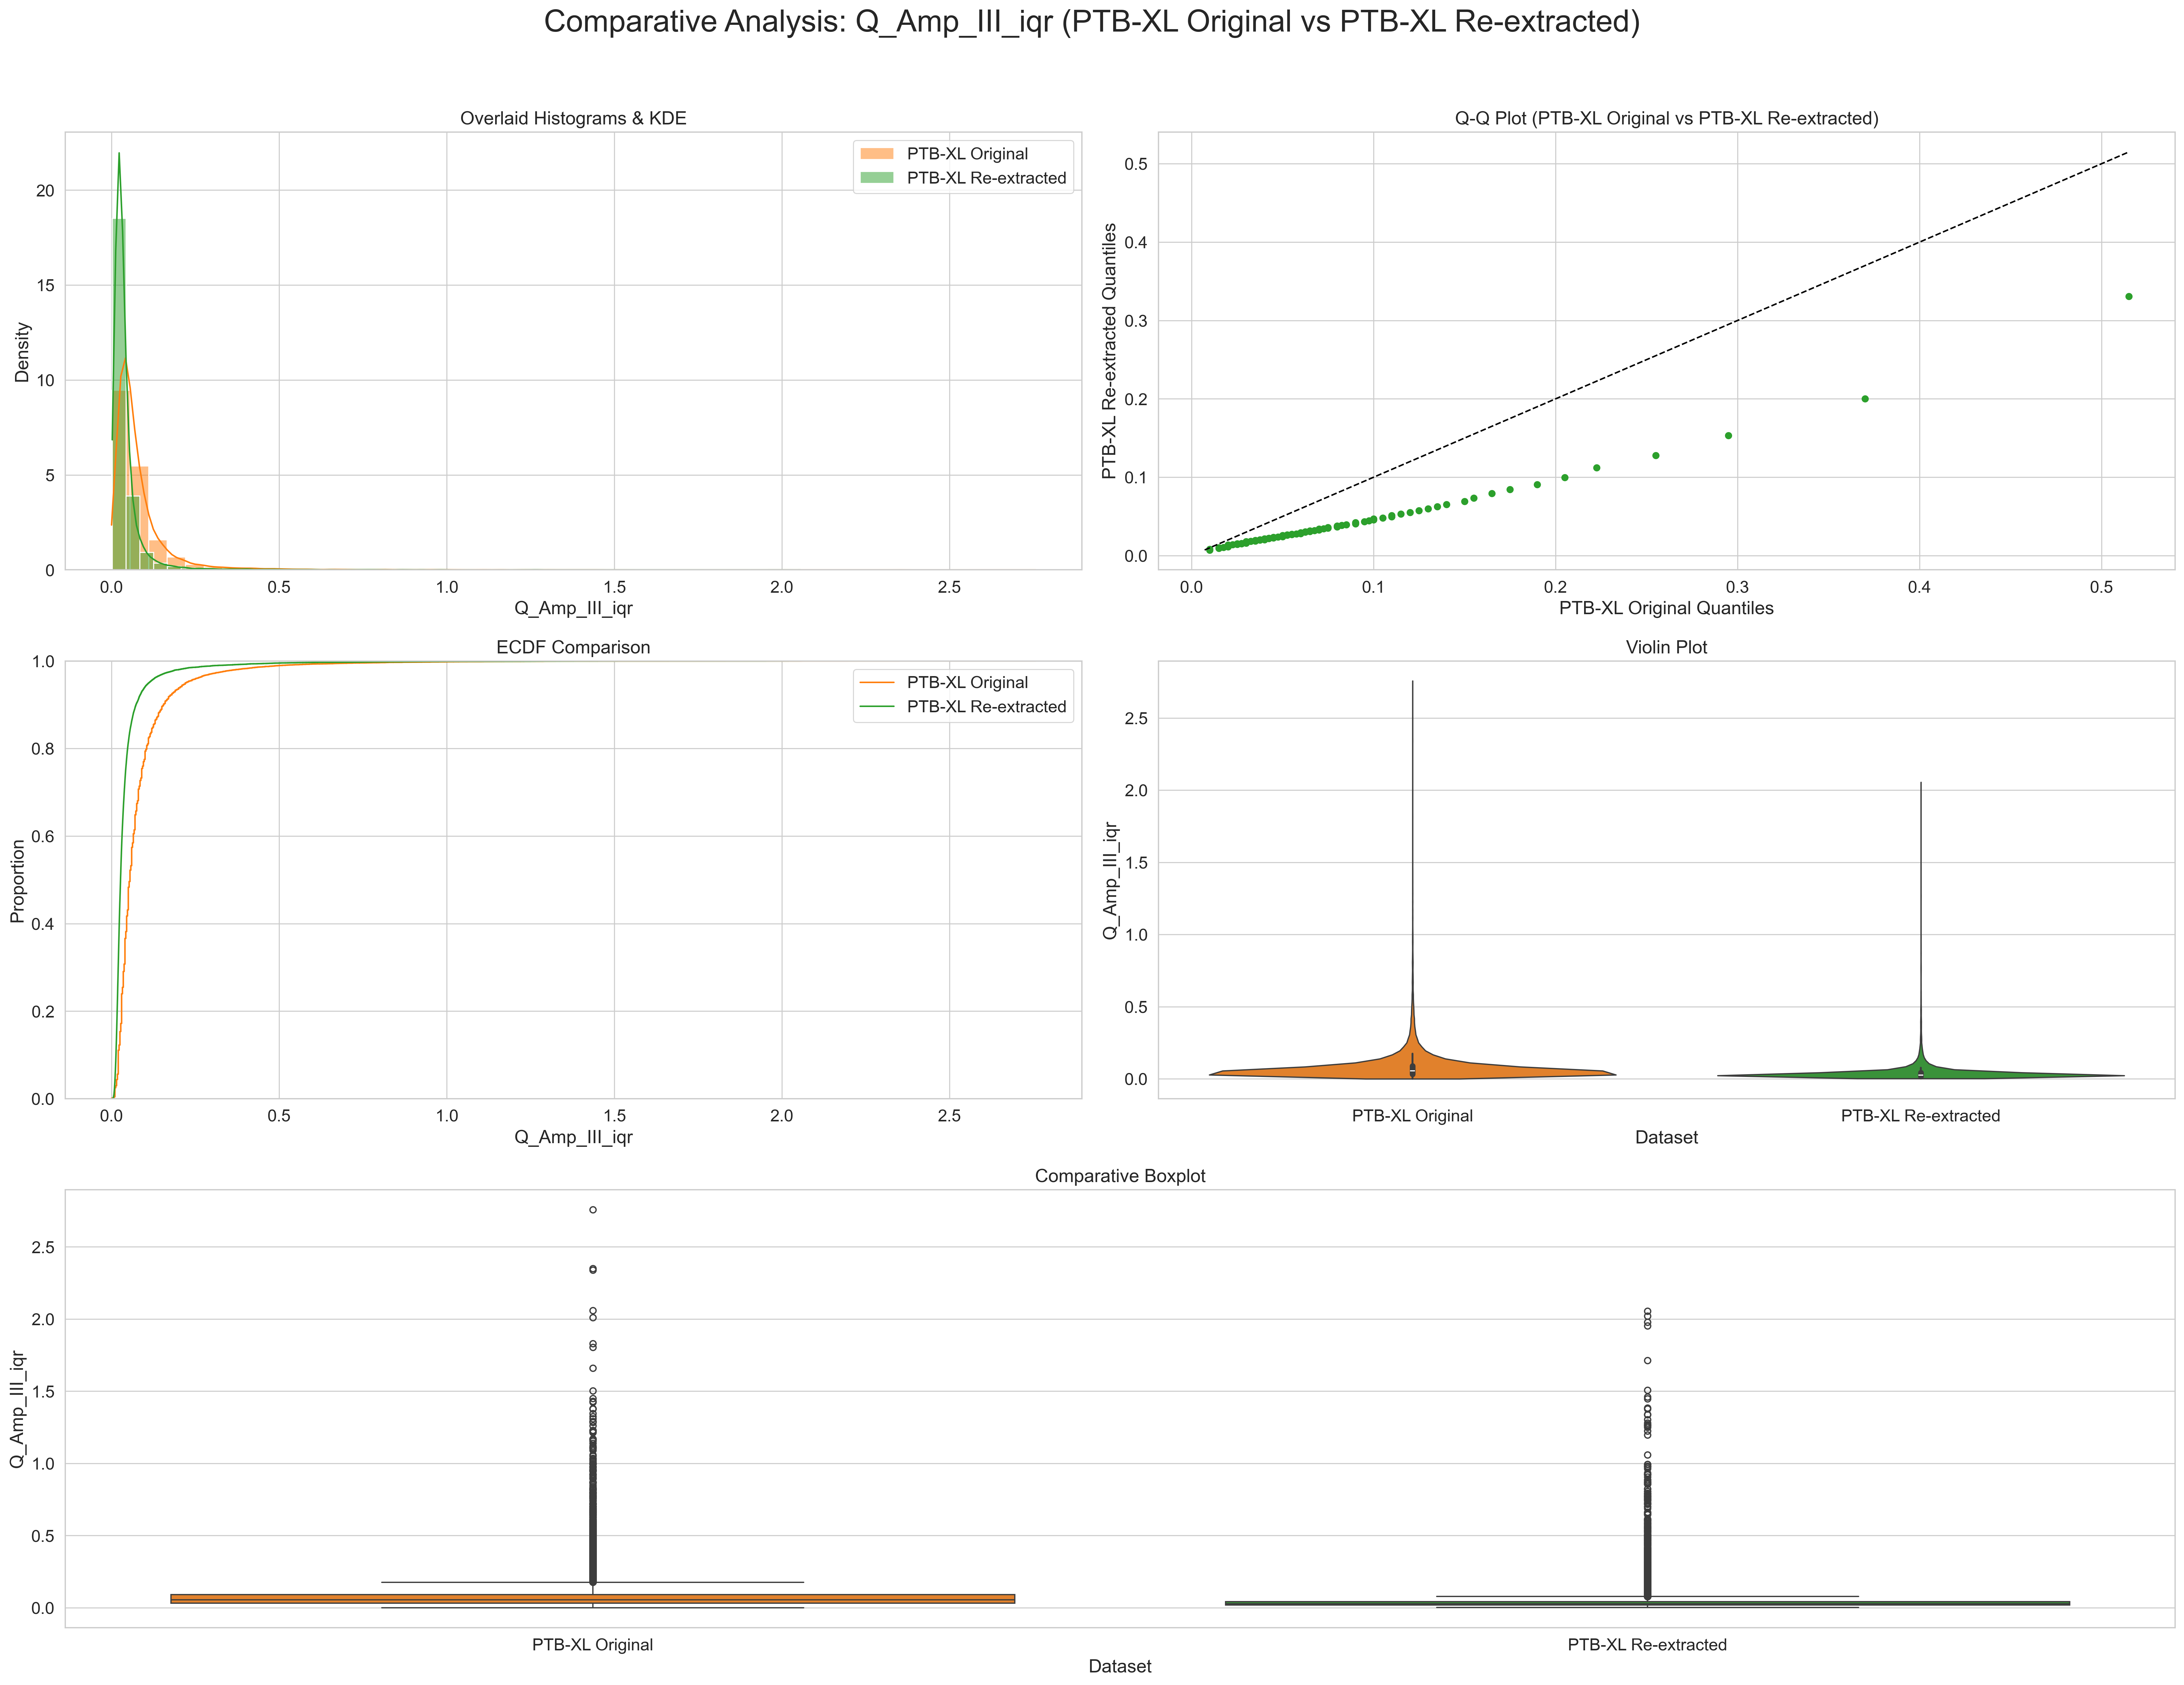 Comparative Analysis: Q_Amp_III_iqr (PTB-XL Original vs PTB-XL Re-extracted)
Overlaid Histograms & KDE
PTB-XL Original
PTB-XL Re-extracted
Density
20
15
10
5
0
0.0 0.5 1.0 1.5 2.0 2.5
Q_Amp_III_iqr
Q-Q Plot (PTB-XL Original vs PTB-XL Re-extracted)
PTB-XL Re-extracted Quantiles
0.5
0.4
0.3
0.2
0.1
0.0
0.0 0.1 0.2 0.3 0.4 0.5
PTB-XL Original Quantiles
ECDF Comparison
PTB-XL Original
PTB-XL Re-extracted
Proportion
1.0
0.8
0.6
0.4
0.2
0.0
0.0 0.5 1.0 1.5 2.0 2.5
Q_Amp_III_iqr
Violin Plot
Q_Amp_III_iqr
2.5
2.0
1.5
1.0
0.5
0.0
PTB-XL Original PTB-XL Re-extracted
Dataset
Comparative Boxplot
Q_Amp_III_iqr
2.5
2.0
1.5
1.0
0.5
0.0
PTB-XL Original PTB-XL Re-extracted
Dataset